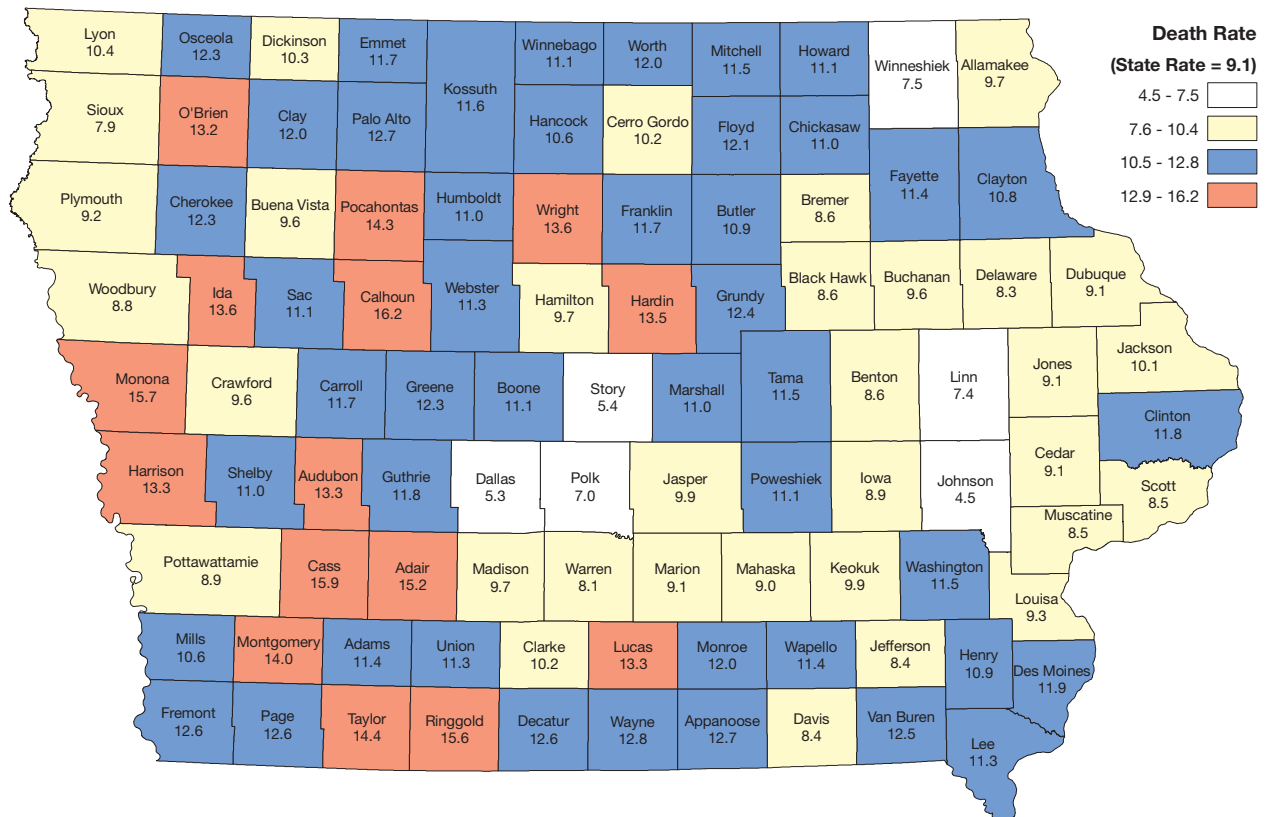 Death Rate
(State Rate = 9.1)
4.5 - 7.5
7.6 - 10.4
10.5 - 12.8
12.9 - 16.2
Lyon
10.4
Osceola
12.3
Dickinson
10.3
Emmet
11.7
Kossuth
11.6
Winnebago
11.1
Worth
12.0
Mitchell
11.5
Howard
11.1
Winneshiek
7.5
Allamakee
9.7
Sioux
7.9
O'Brien
13.2
Clay
12.0
Palo Alto
12.7
Hancock
10.6
Cerro Gordo
10.2
Floyd
12.1
Chickasaw
11.0
Fayette
11.4
Clayton
10.8
Plymouth
9.2
Cherokee
12.3
Buena Vista
9.6
Pocahontas
14.3
Humboldt
11.0
Wright
13.6
Franklin
11.7
Butler
10.9
Bremer
8.6
Woodbury
8.8
Ida
13.6
Sac
11.1
Calhoun
16.2
Webster
11.3
Hamilton
9.7
Hardin
13.5
Grundy
12.4
Black Hawk
8.6
Buchanan
9.6
Delaware
8.3
Dubuque
9.1
Monona
15.7
Crawford
9.6
Carroll
11.7
Greene
12.3
Boone
11.1
Story
5.4
Marshall
11.0
Tama
11.5
Benton
8.6
Linn
7.4
Jones
9.1
Jackson
10.1
Clinton
11.8
Harrison
13.3
Shelby
11.0
Audubon
13.3
Guthrie
11.8
Dallas
5.3
Polk
7.0
Jasper
9.9
Poweshiek
11.1
Iowa
8.9
Johnson
4.5
Cedar
9.1
Scott
8.5
Muscatine
8.5
Pottawattamie
8.9
Cass
15.9
Adair
15.2
Madison
9.7
Warren
8.1
Marion
9.1
Mahaska
9.0
Keokuk
9.9
Washington
11.5
Louisa
9.3
Mills
10.6
Montgomery
14.0
Adams
11.4
Union
11.3
Clarke
10.2
Lucas
13.3
Monroe
12.0
Wapello
11.4
Jefferson
8.4
Henry
10.9
Des Moines
11.9
Fremont
12.6
Page
12.6
Taylor
14.4
Ringgold
15.6
Decatur
12.6
Wayne
12.8
Appanoose
12.7
Davis
8.4
Van Buren
12.5
Lee
11.3